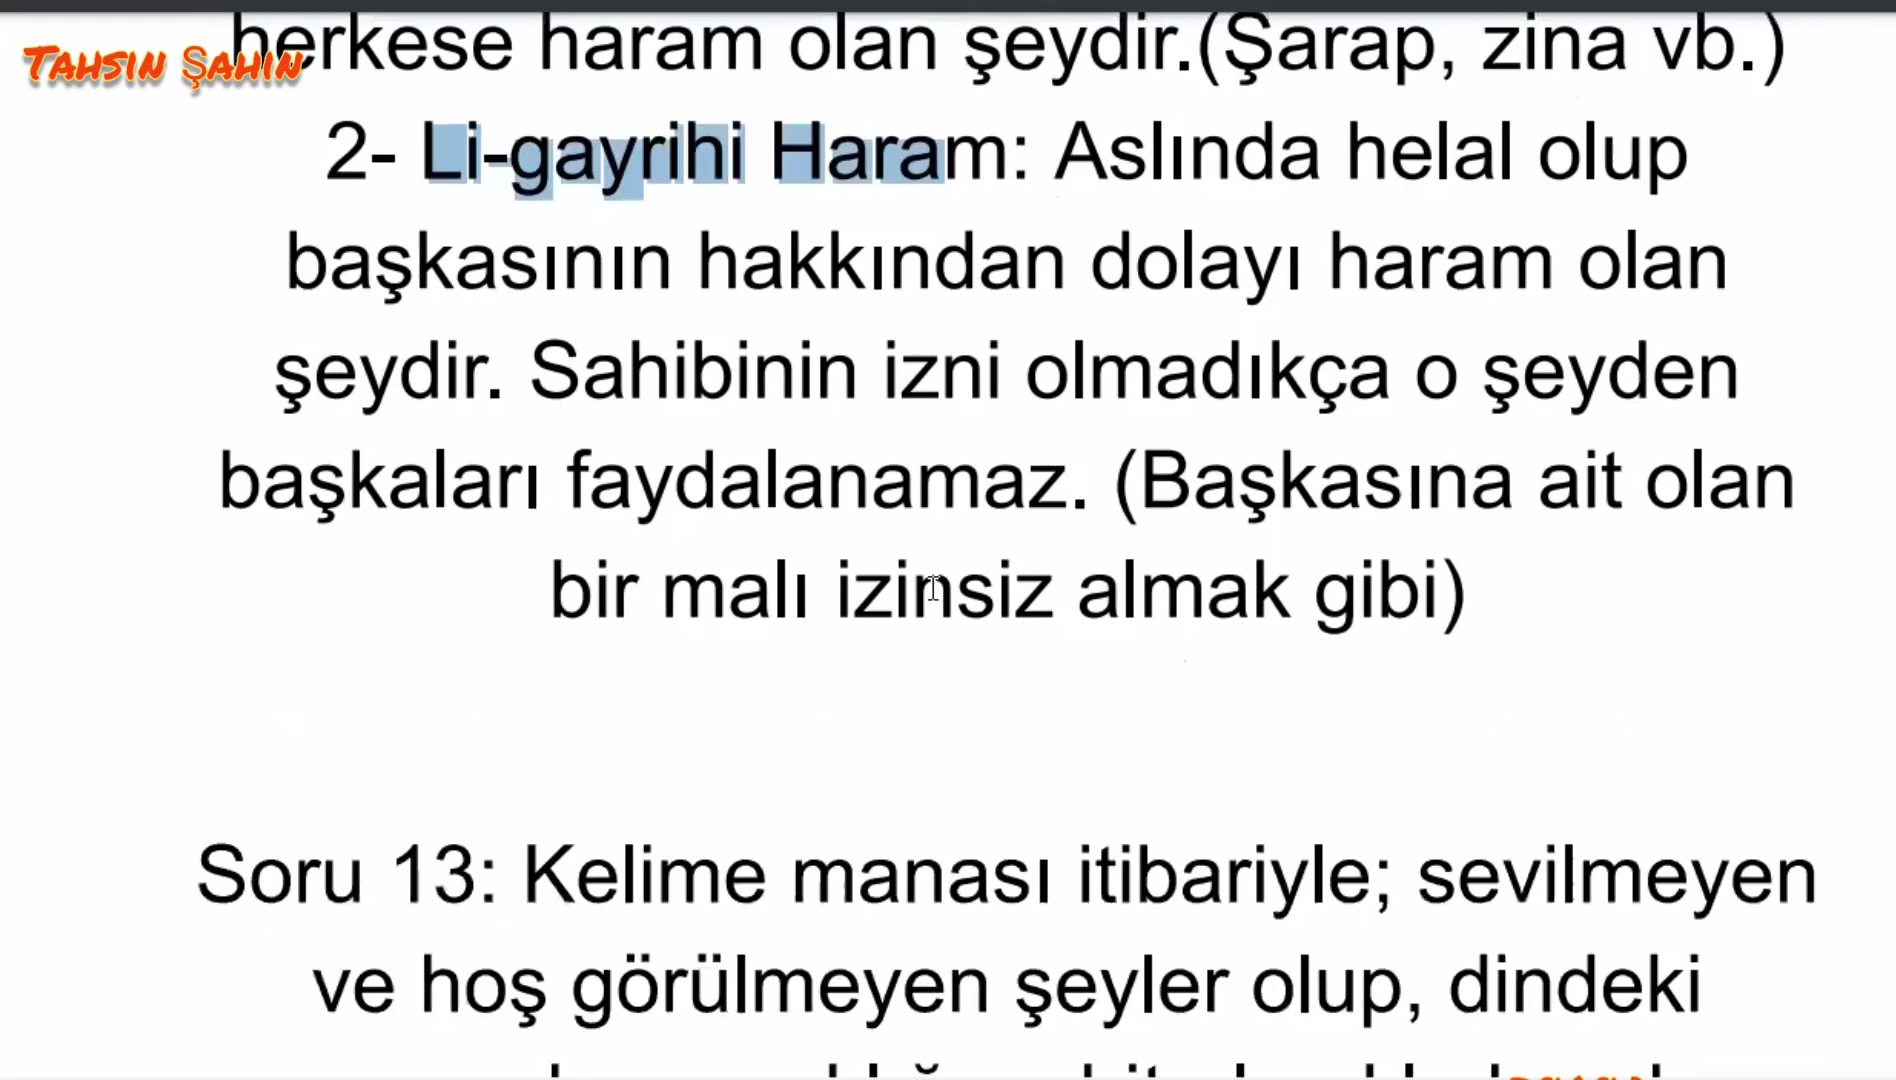 herkese haram olan şeydir.(Şarap, zina vb.)
TAHSIN ŞAHIN
2- Li-gayrihi Haram: Aslında helal olup
başkasının hakkından dolayı haram olan
şeydir. Sahibinin izni olmadıkça o şeyden
başkaları faydalanamaz. (Başkasına ait olan
bir malı izinsiz almak gibi)
Soru 13: Kelime manası itibariyle; sevilmeyen
ve hoş görülmeyen şeyler olup, dindeki